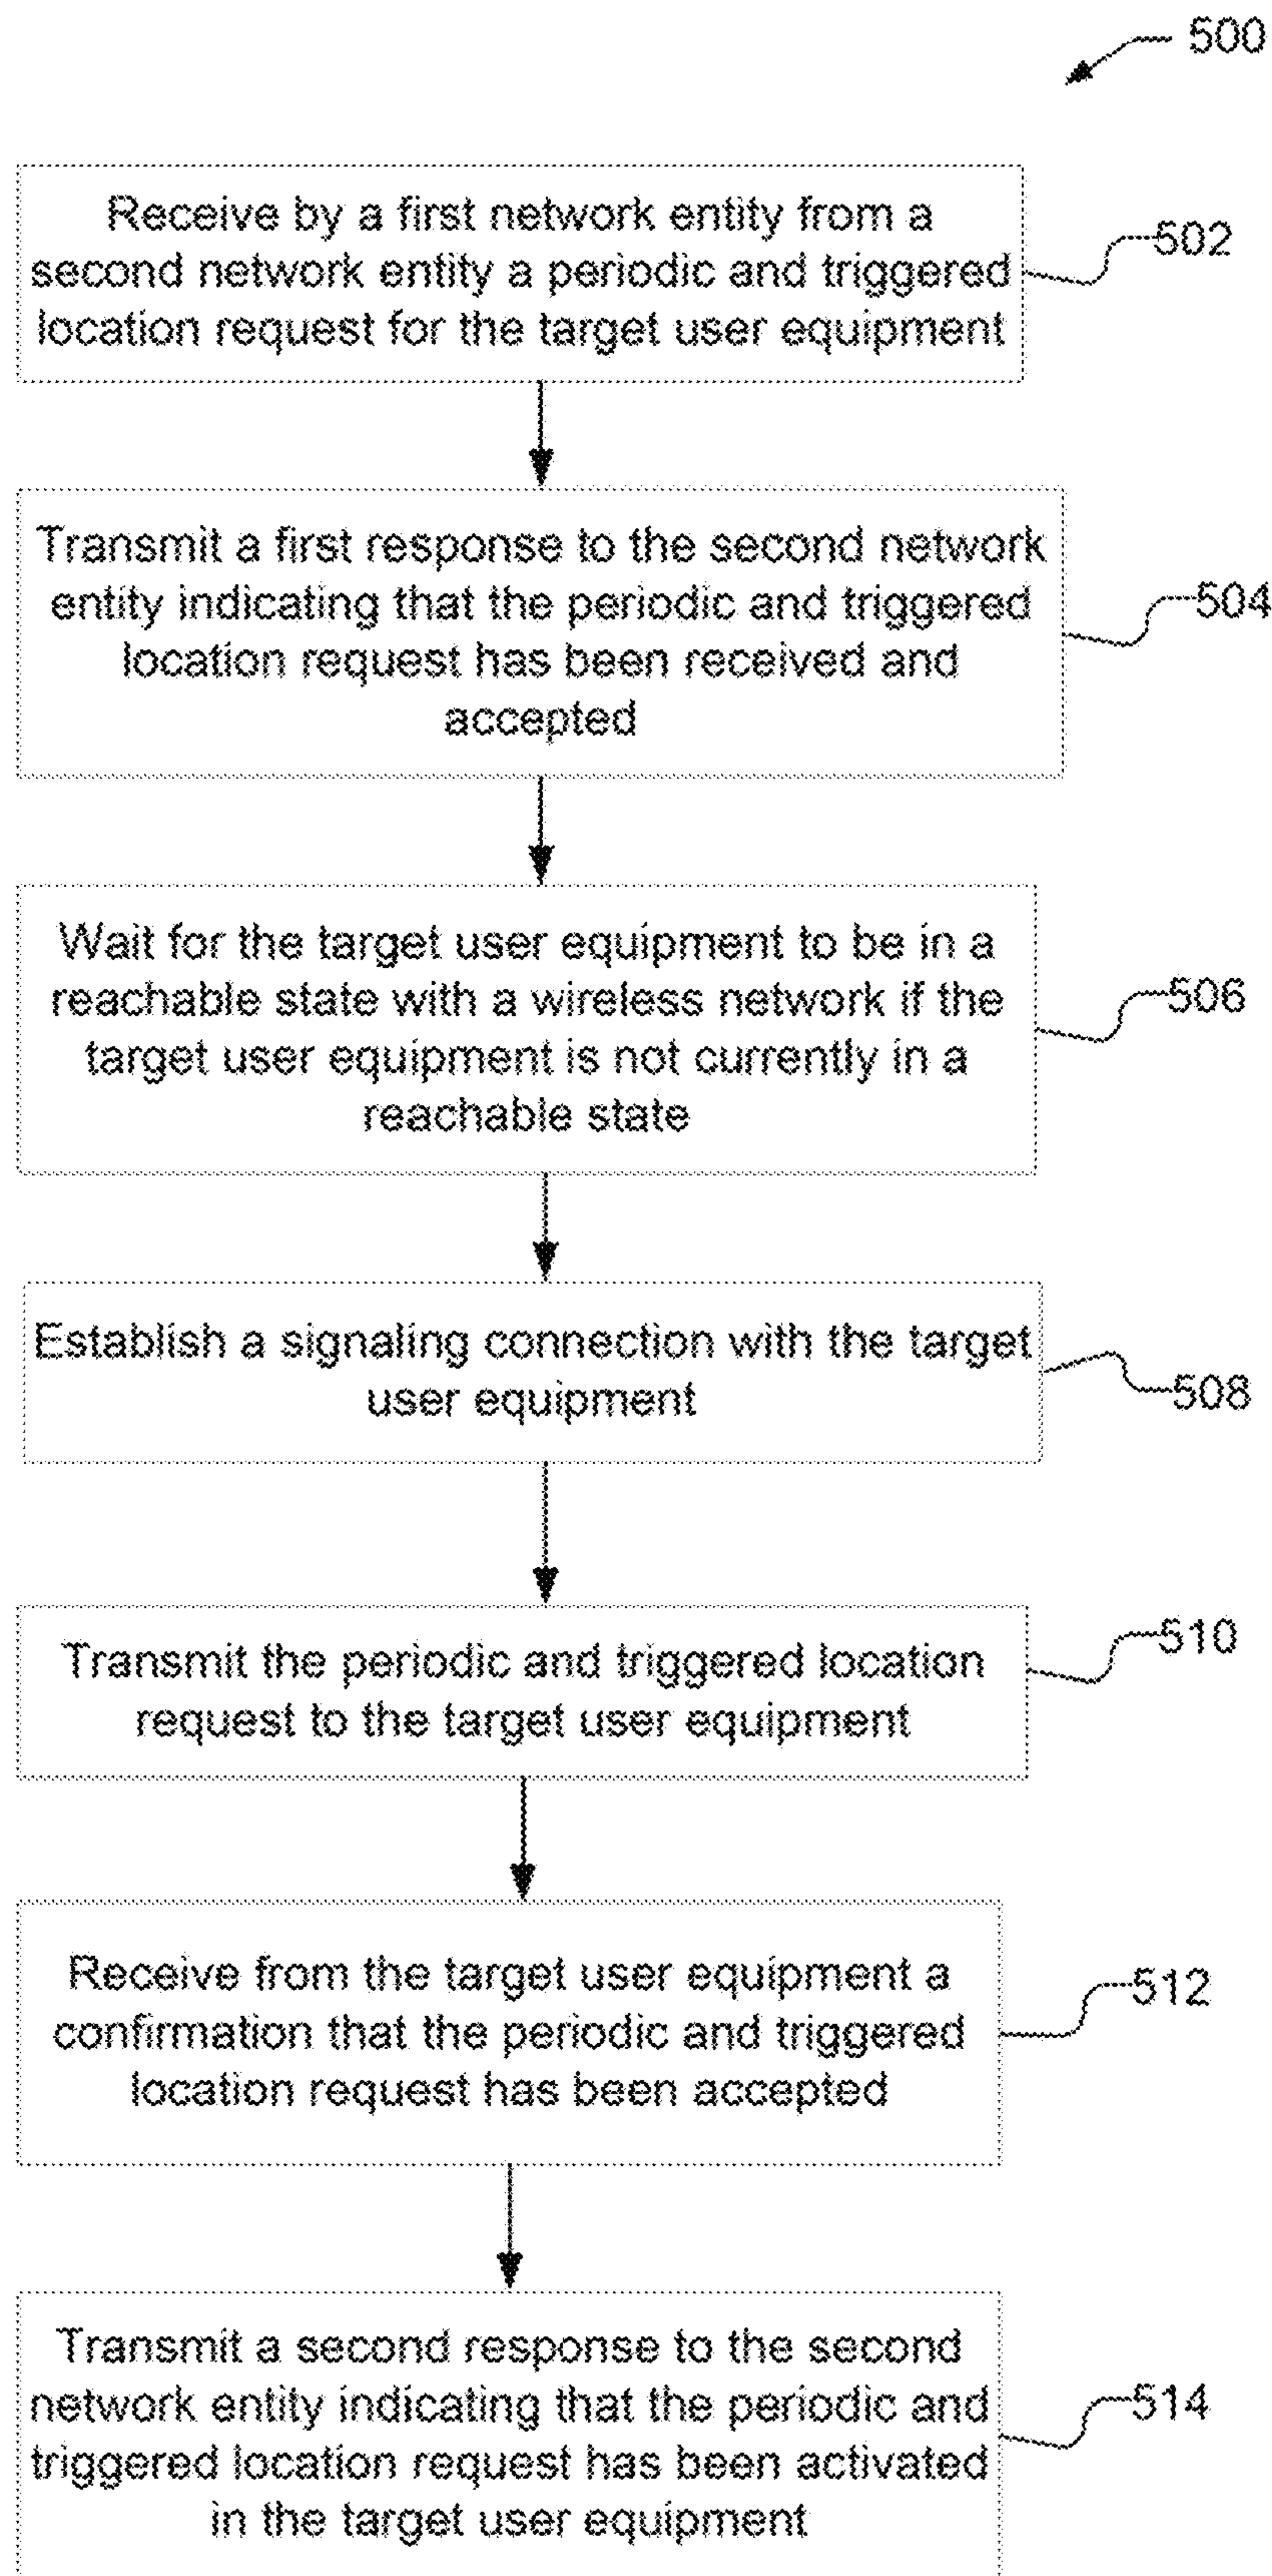 500
Receive by a first network entity from a
second network entity a periodic and triggered
location request for the target user equipment
502
Transmit a first response to the second network
entity indicating that the periodic and triggered
location request has been received and
accepted
504
Wait for the target user equipment to be in a
reachable state with a wireless network if the
target user equipment is not currently in a
reachable state
506
Establish a signaling connection with the target
user equipment
508
Transmit the periodic and triggered location
request to the target user equipment
510
Receive from the target user equipment a
confirmation that the periodic and triggered
location request has been accepted
512
Transmit a second response to the second
network entity indicating that the periodic and
triggered location request has been activated
in the target user equipment
514